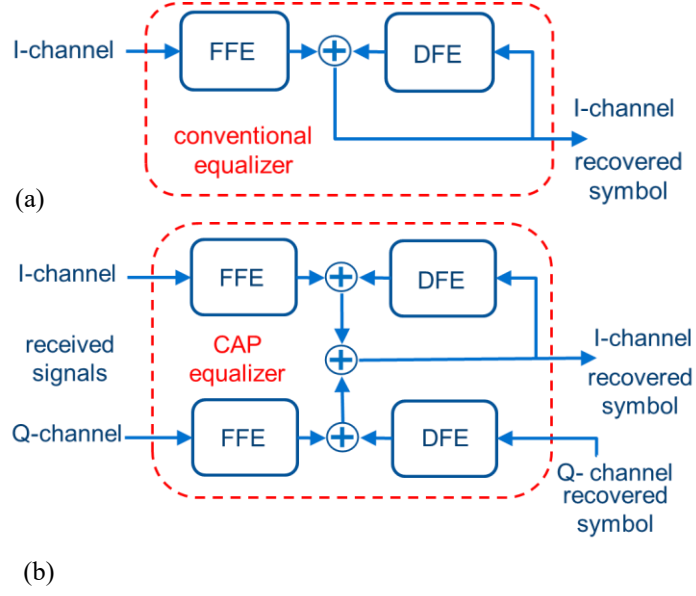 I-channel
FFE
DFE
I-channel
recovered
symbol
conventional
equalizer
(a)
I-channel
FFE
DFE
received
signals
CAP
equalizer
I-channel
recovered
symbol
Q-channel
FFE
DFE
Q- channel
recovered
symbol
(b)